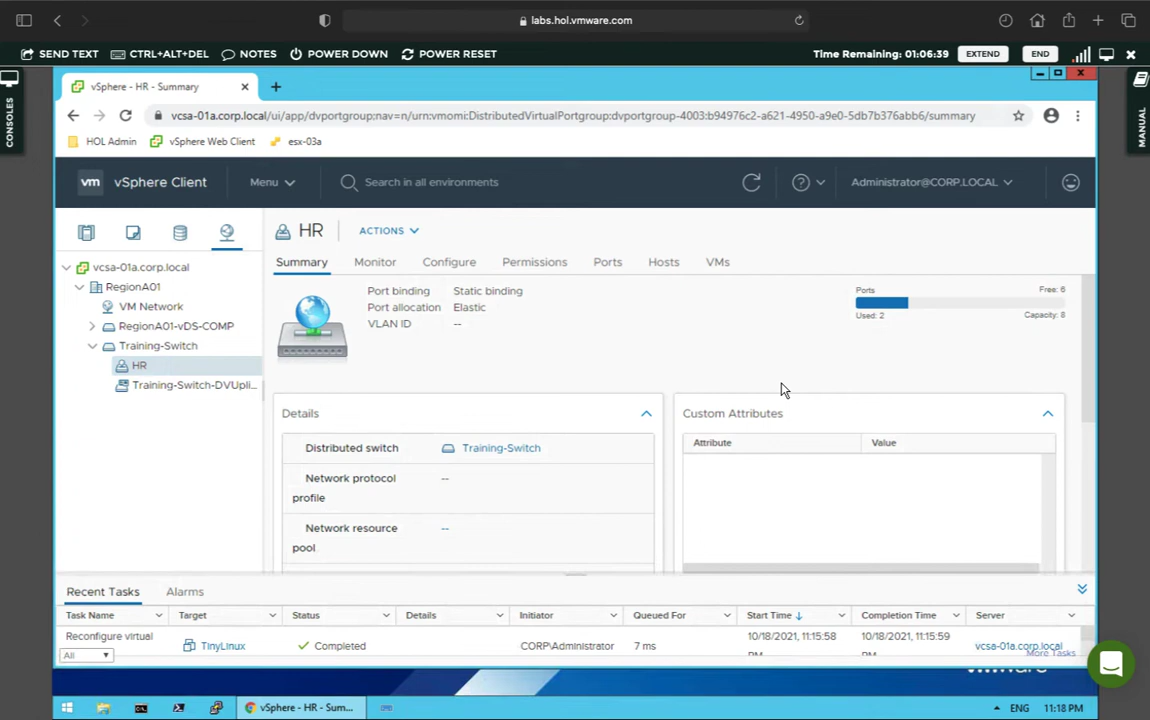 labs.hol.vmware.com
SEND TEXT CTRL+ALT+DEL NOTES POWER DOWN POWER RESET Time Remaining: 01:06:39 EXTEND END
CONSOLES
MANUAL
vSphere - HR - Summary
vcsa-01a.corp.local/ui/app/dvportgroup;nav=n/urn:vmomi:DistributedVirtualPortgroup:dvportgroup-4003:b94976c2-a621-4950-a9e0-5db7b376abb6/summary
HOL Admin vSphere Web Client esx-03a
vm vSphere Client Menu Search in all environments Administrator@CORP.LOCAL
HR ACTIONS
Summary Monitor Configure Permissions Ports Hosts VMs
vcsa-01a.corp.local
RegionA01
VM Network
RegionA01-vDS-COMP
Training-Switch
HR
Training-Switch-DVUpli...
Port binding Static binding
Port allocation Elastic
VLAN ID --
Ports Free: 6
Used: 2 Capacity: 8
Details
Distributed switch Training-Switch
Network protocol profile --
Network resource pool --
Custom Attributes
Attribute Value
Recent Tasks Alarms
Task Name Target Status Details Initiator Queued For Start Time Completion Time Server
Reconfigure virtual TinyLinux Completed CORP\Administrator 7 ms 10/18/2021, 11:15:58 PM 10/18/2021, 11:15:59 PM vcsa-01a.corp.local
All More Tasks
vSphere - HR - Sum... ENG 11:18 PM